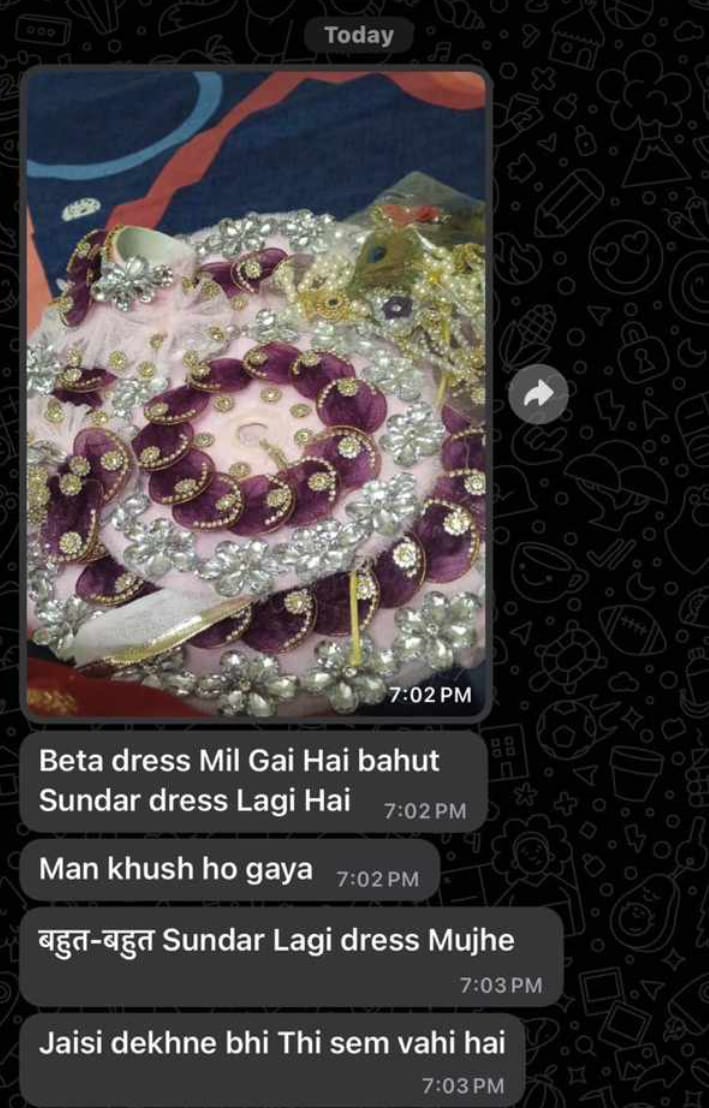 Today
7:02 PM
Beta dress Mil Gai Hai bahut
Sundar dress Lagi Hai 7:02 PM
Man khush ho gaya 7:02 PM
बहुत-बहुत Sundar Lagi dress Mujhe
7:03 PM
Jaisi dekhne bhi Thi sem vahi hai
7:03 PM